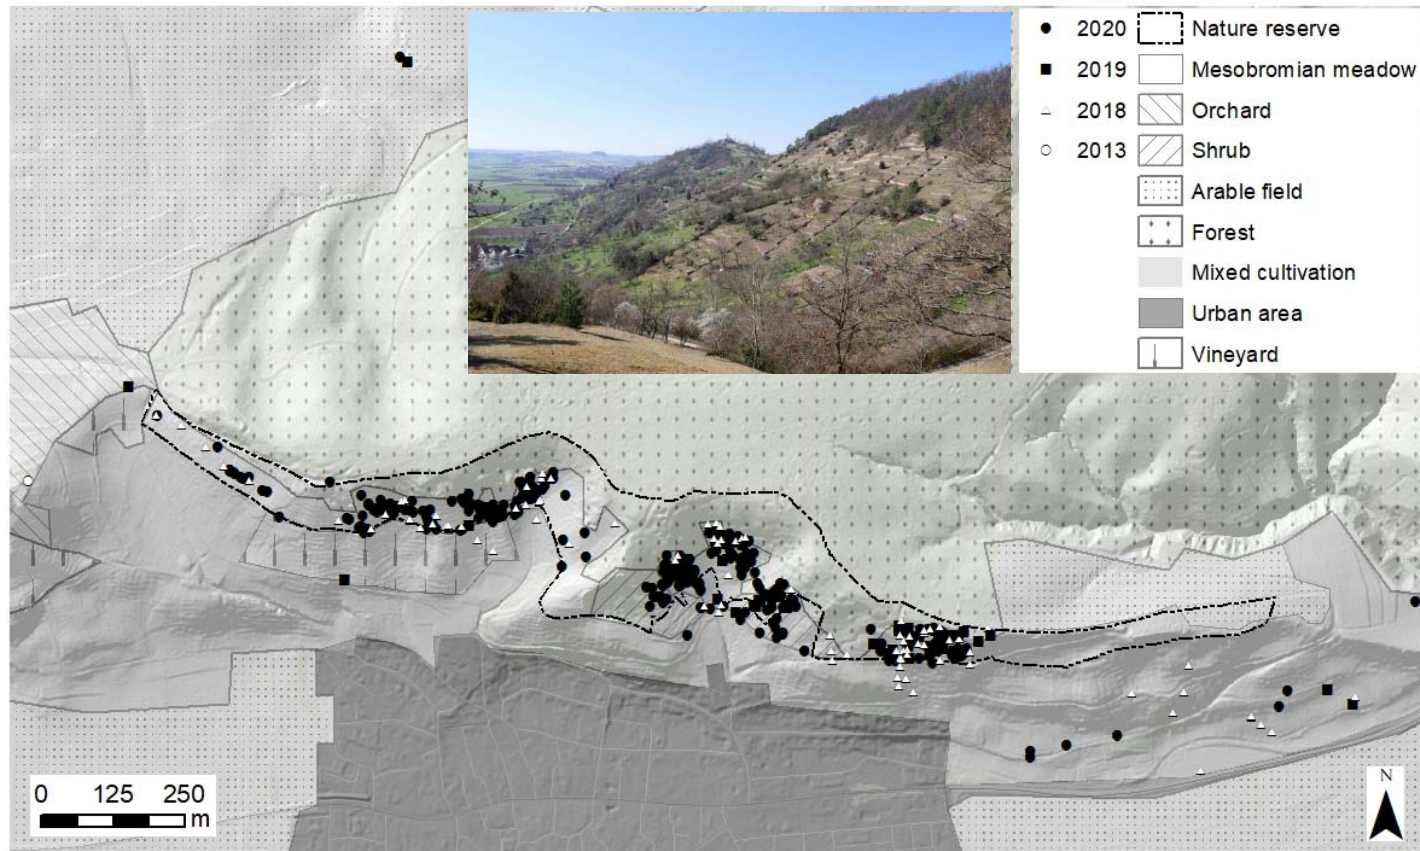 2020 Nature reserve
2019 Mesobromian meadow
2018 Orchard
2013 Shrub
Arable field
Forest
Mixed cultivation
Urban area
Vineyard
0 125 250
m
N